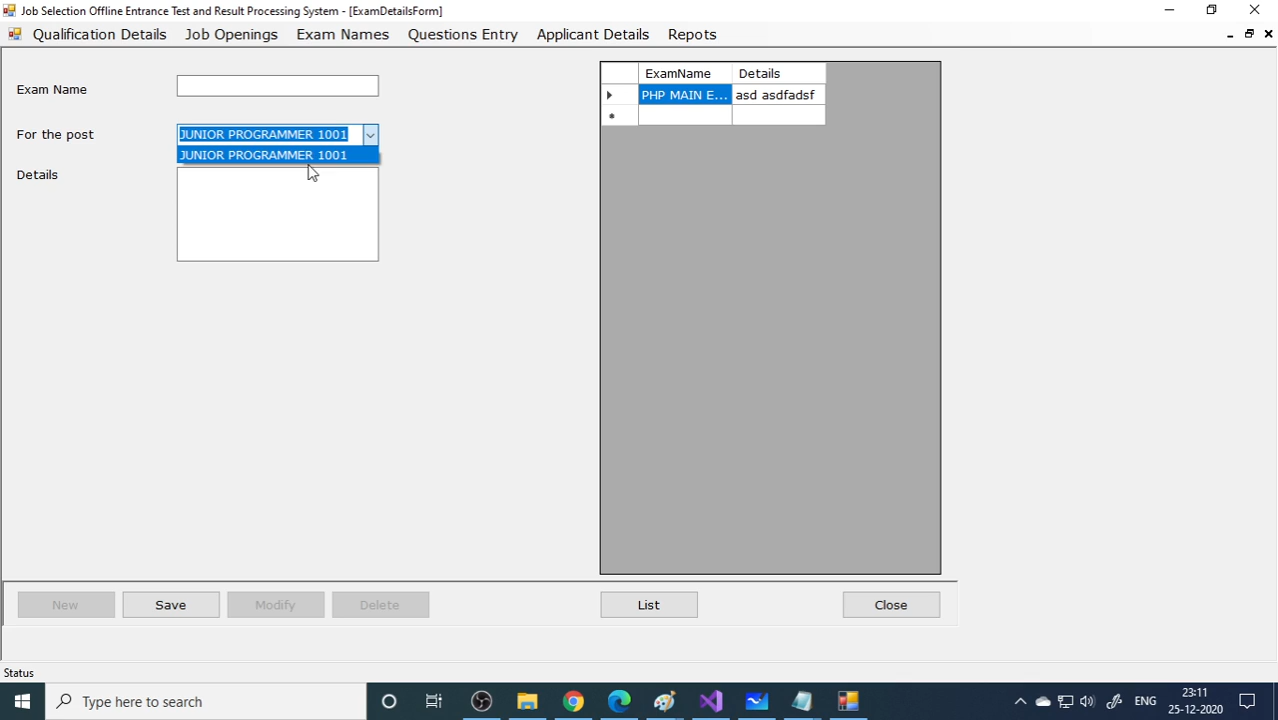 Job Selection Offline Entrance Test and Result Processing System - [ExamDetailsForm]
Qualification Details Job Openings Exam Names Questions Entry Applicant Details Repots
Exam Name
For the post
JUNIOR PROGRAMMER 1001
JUNIOR PROGRAMMER 1001
Details
ExamName Details
PHP MAIN E... asd asdfadsf
New Save Modify Delete List Close
Status
Type here to search
ENG
23:11
25-12-2020